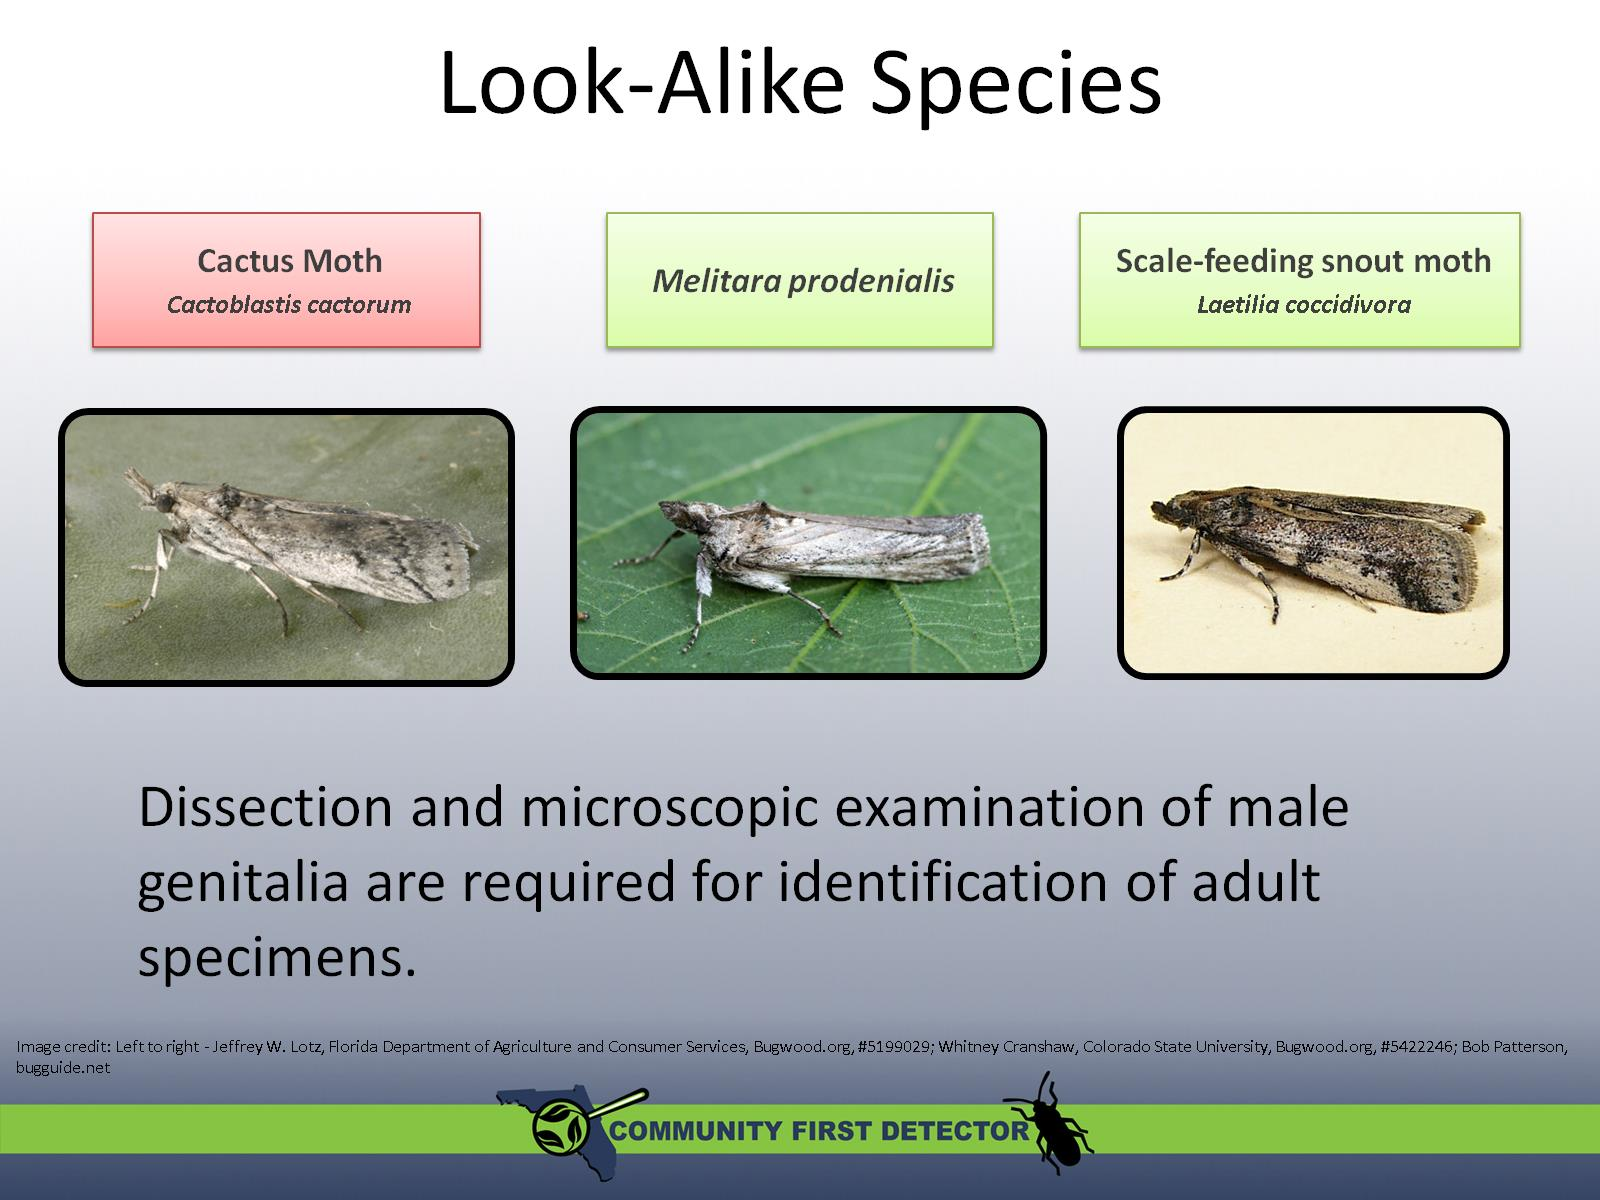 Look-Alike Species
Cactus Moth
Cactoblastis cactorum
Melitara prodenialis
Scale-feeding snout moth
Laetilia coccidivora
Dissection and microscopic examination of male
genitalia are required for identification of adult
specimens.
Image credit: Left to right - Jeffrey W. Lotz, Florida Department of Agriculture and Consumer Services, Bugwood.org, #5199029; Whitney Cranshaw, Colorado State University, Bugwood.org, #5422246; Bob Patterson,
bugguide.net
COMMUNITY FIRST DETECTOR